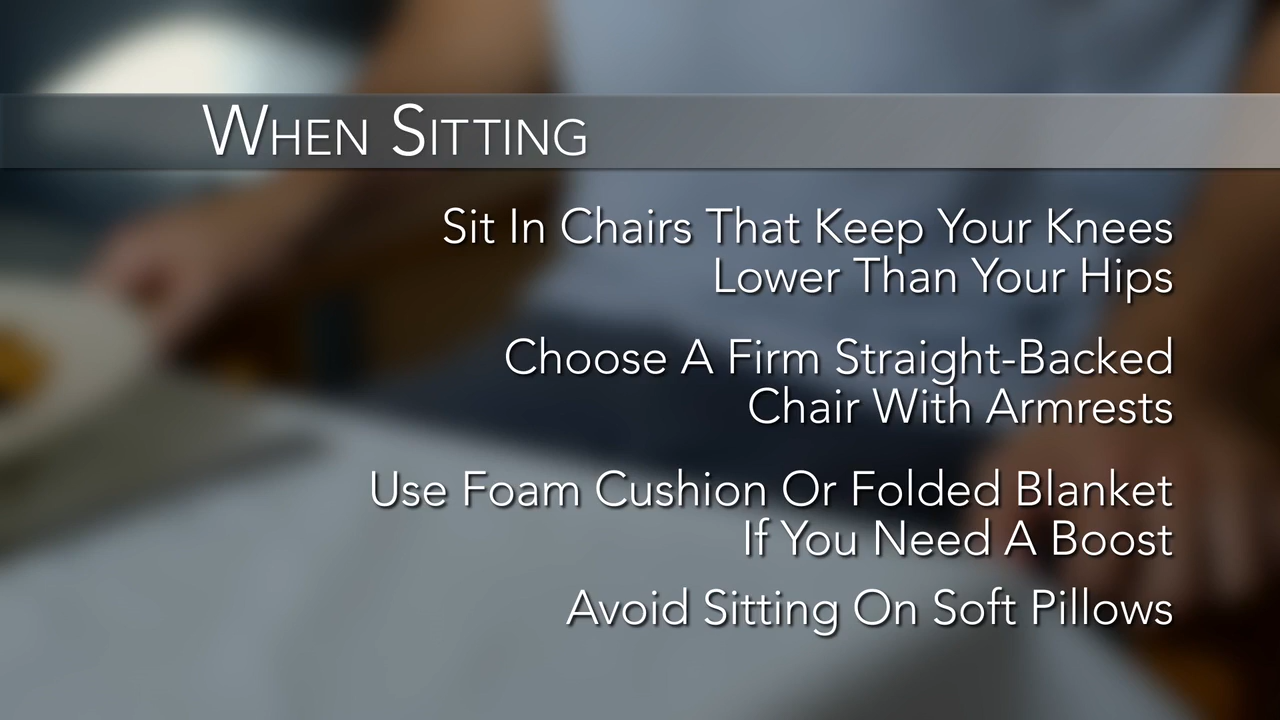 When Sitting
Sit In Chairs That Keep Your Knees
Lower Than Your Hips
Choose A Firm Straight-Backed
Chair With Armrests
Use Foam Cushion Or Folded Blanket
If You Need A Boost
Avoid Sitting On Soft Pillows